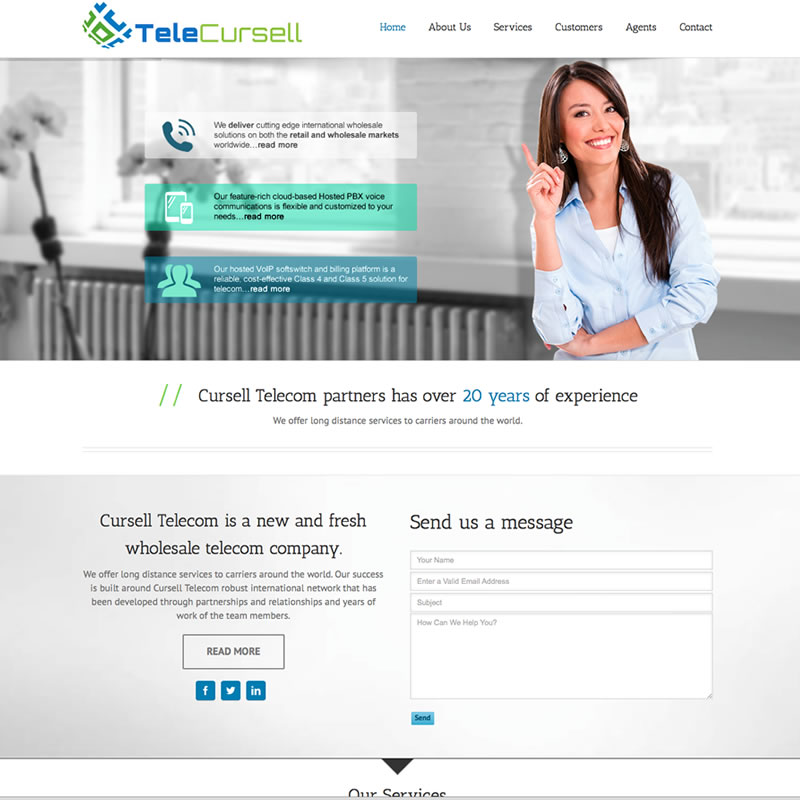 TeleCursell
Home About Us Services Customers Agents Contact
We deliver cutting edge international wholesale
solutions on both the retail and wholesale markets
worldwide...read more
Our feature-rich cloud-based Hosted PBX voice
communications is flexible and customized to your
needs...read more
Our hosted VoIP softswitch and billing platform is a
reliable, cost-effective Class 4 and Class 5 solution for
telecom...read more
// Cursell Telecom partners has over 20 years of experience
We offer long distance services to carriers around the world.
Cursell Telecom is a new and fresh
wholesale telecom company.
We offer long distance services to carriers around the world. Our success
is built around Cursell Telecom robust international network that has
been developed through partnerships and relationships and years of
work of the team members.
READ MORE
f in
Send us a message
Your Name
Enter a Valid Email Address
Subject
How Can We Help You?
Send
Our Services